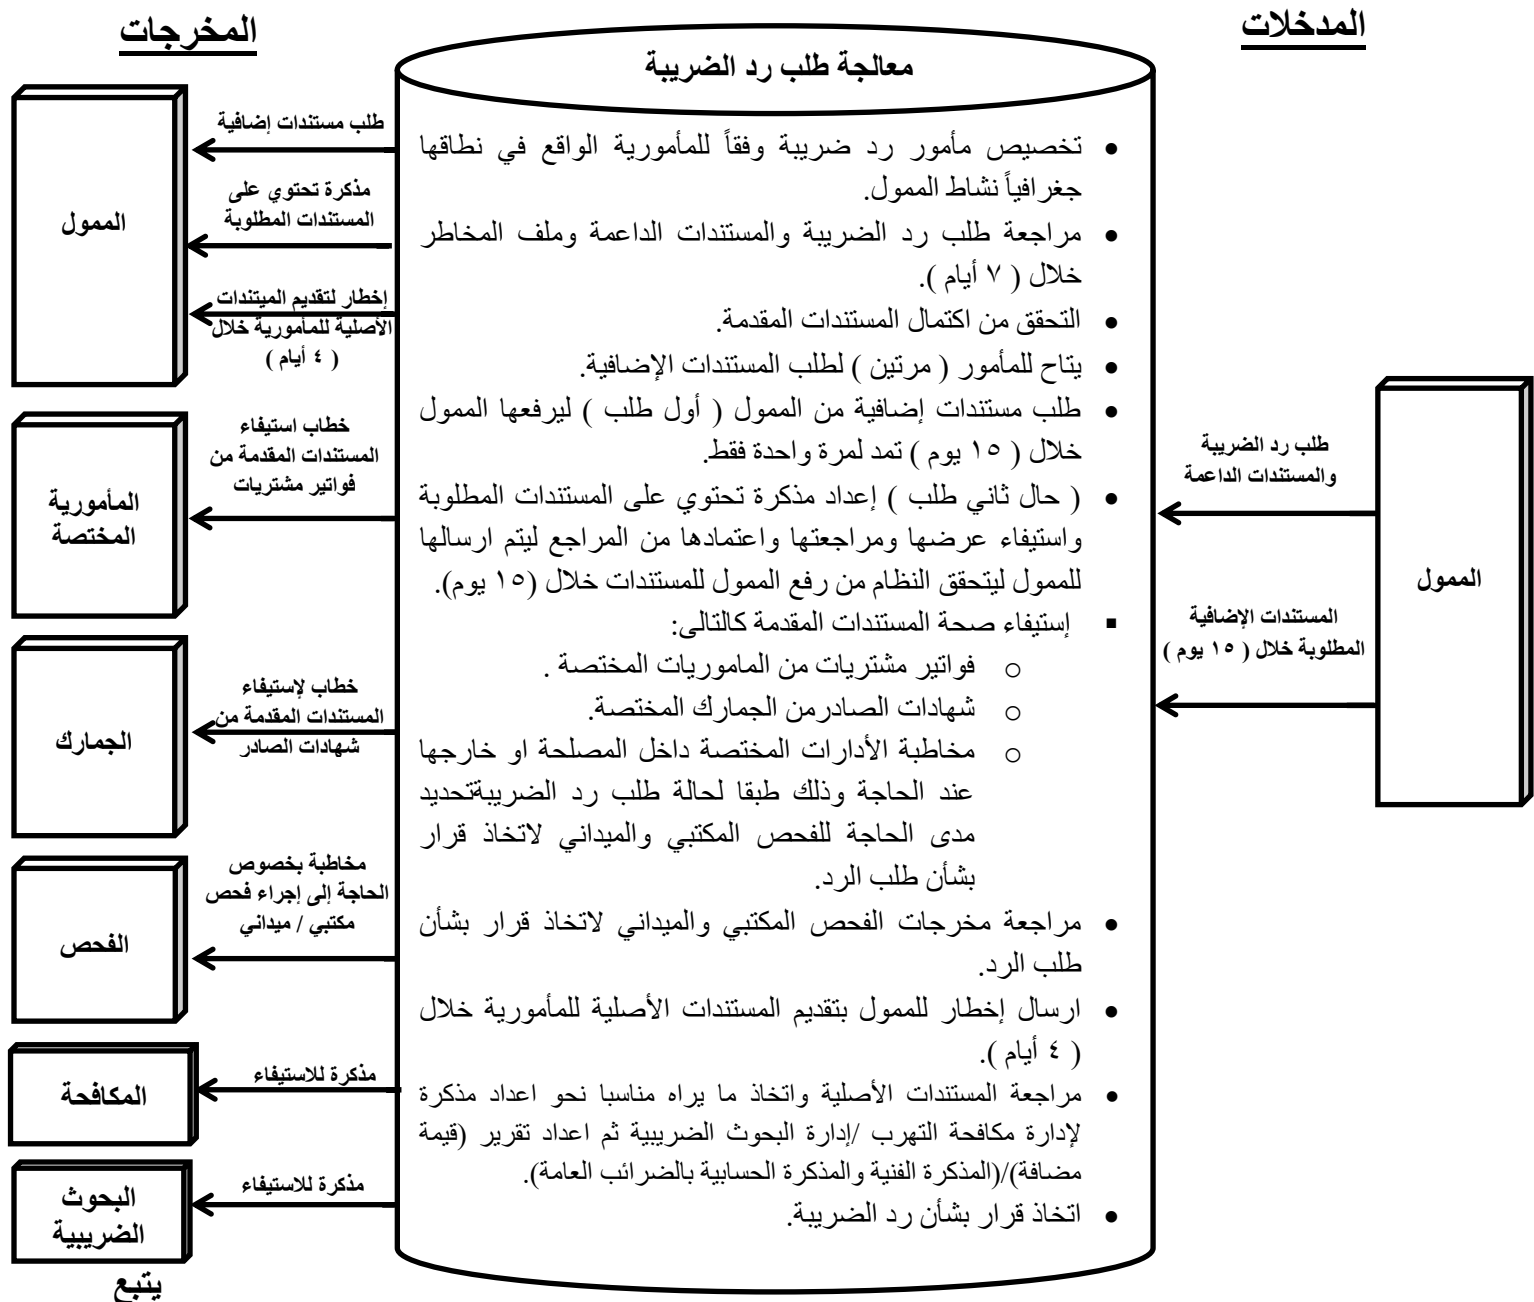 المدخلات
المخرجات
معالجة طلب رد الضريبة
• تخصيص مأمور رد ضريبة وفقاً للمأمورية الواقع في نطاقها
جغرافياً نشاط الممول.
• مراجعة طلب رد الضريبة والمستندات الداعمة وملف المخاطر
خلال ( ٧ أيام ).
• التحقق من اكتمال المستندات المقدمة.
• يتاح للمأمور ( مرتين ) لطلب المستندات الإضافية.
• طلب مستندات إضافية من الممول ( أول طلب ) ليرفعها الممول
خلال ( ١٥ يوم ) تمد لمرة واحدة فقط.
• ( حال ثاني طلب ) إعداد مذكرة تحتوي على المستندات المطلوبة
واستيفاء عرضها ومراجعتها واعتمادها من المراجع ليتم ارسالها
للممول ليتحقق النظام من رفع الممول للمستندات خلال (١٥ يوم).
▪ إستيفاء صحة المستندات المقدمة كالتالى:
o فواتير مشتريات من الماموريات المختصة .
o شهادات الصادرمن الجمارك المختصة.
o مخاطبة الأدارات المختصة داخل المصلحة او خارجها
عند الحاجة وذلك طبقا لحالة طلب رد الضريبةتحديد
مدى الحاجة للفحص المكتبي والميداني لاتخاذ قرار
بشأن طلب الرد.
• مراجعة مخرجات الفحص المكتبي والميداني لاتخاذ قرار بشأن
طلب الرد.
• ارسال إخطار للممول بتقديم المستندات الأصلية للمأمورية خلال
( ٤ أيام ).
• مراجعة المستندات الأصلية واتخاذ ما يراه مناسبا نحو اعداد مذكرة
لإدارة مكافحة التهرب /إدارة البحوث الضريبية ثم اعداد تقرير (قيمة
مضافة)/(المذكرة الفنية والمذكرة الحسابية بالضرائب العامة).
• اتخاذ قرار بشأن رد الضريبة.
الممول
طلب رد الضريبة
والمستندات الداعمة
المستندات الإضافية
المطلوبة خلال ( ١٥ يوم )
طلب مستندات إضافية
مذكرة تحتوي على
المستندات المطلوبة
إخطار لتقديم الميتندات
الأصلية للمأمورية خلال
( ٤ أيام )
الممول
خطاب استيفاء
المستندات المقدمة من
فواتير مشتريات
المأمورية
المختصة
خطاب لإستيفاء
المستندات المقدمة من
شهادات الصادر
الجمارك
مخاطبة بخصوص
الحاجة إلى إجراء فحص
مكتبي / ميداني
الفحص
مذكرة للاستيفاء
المكافحة
مذكرة للاستيفاء
البحوث
الضريبية
يتبع